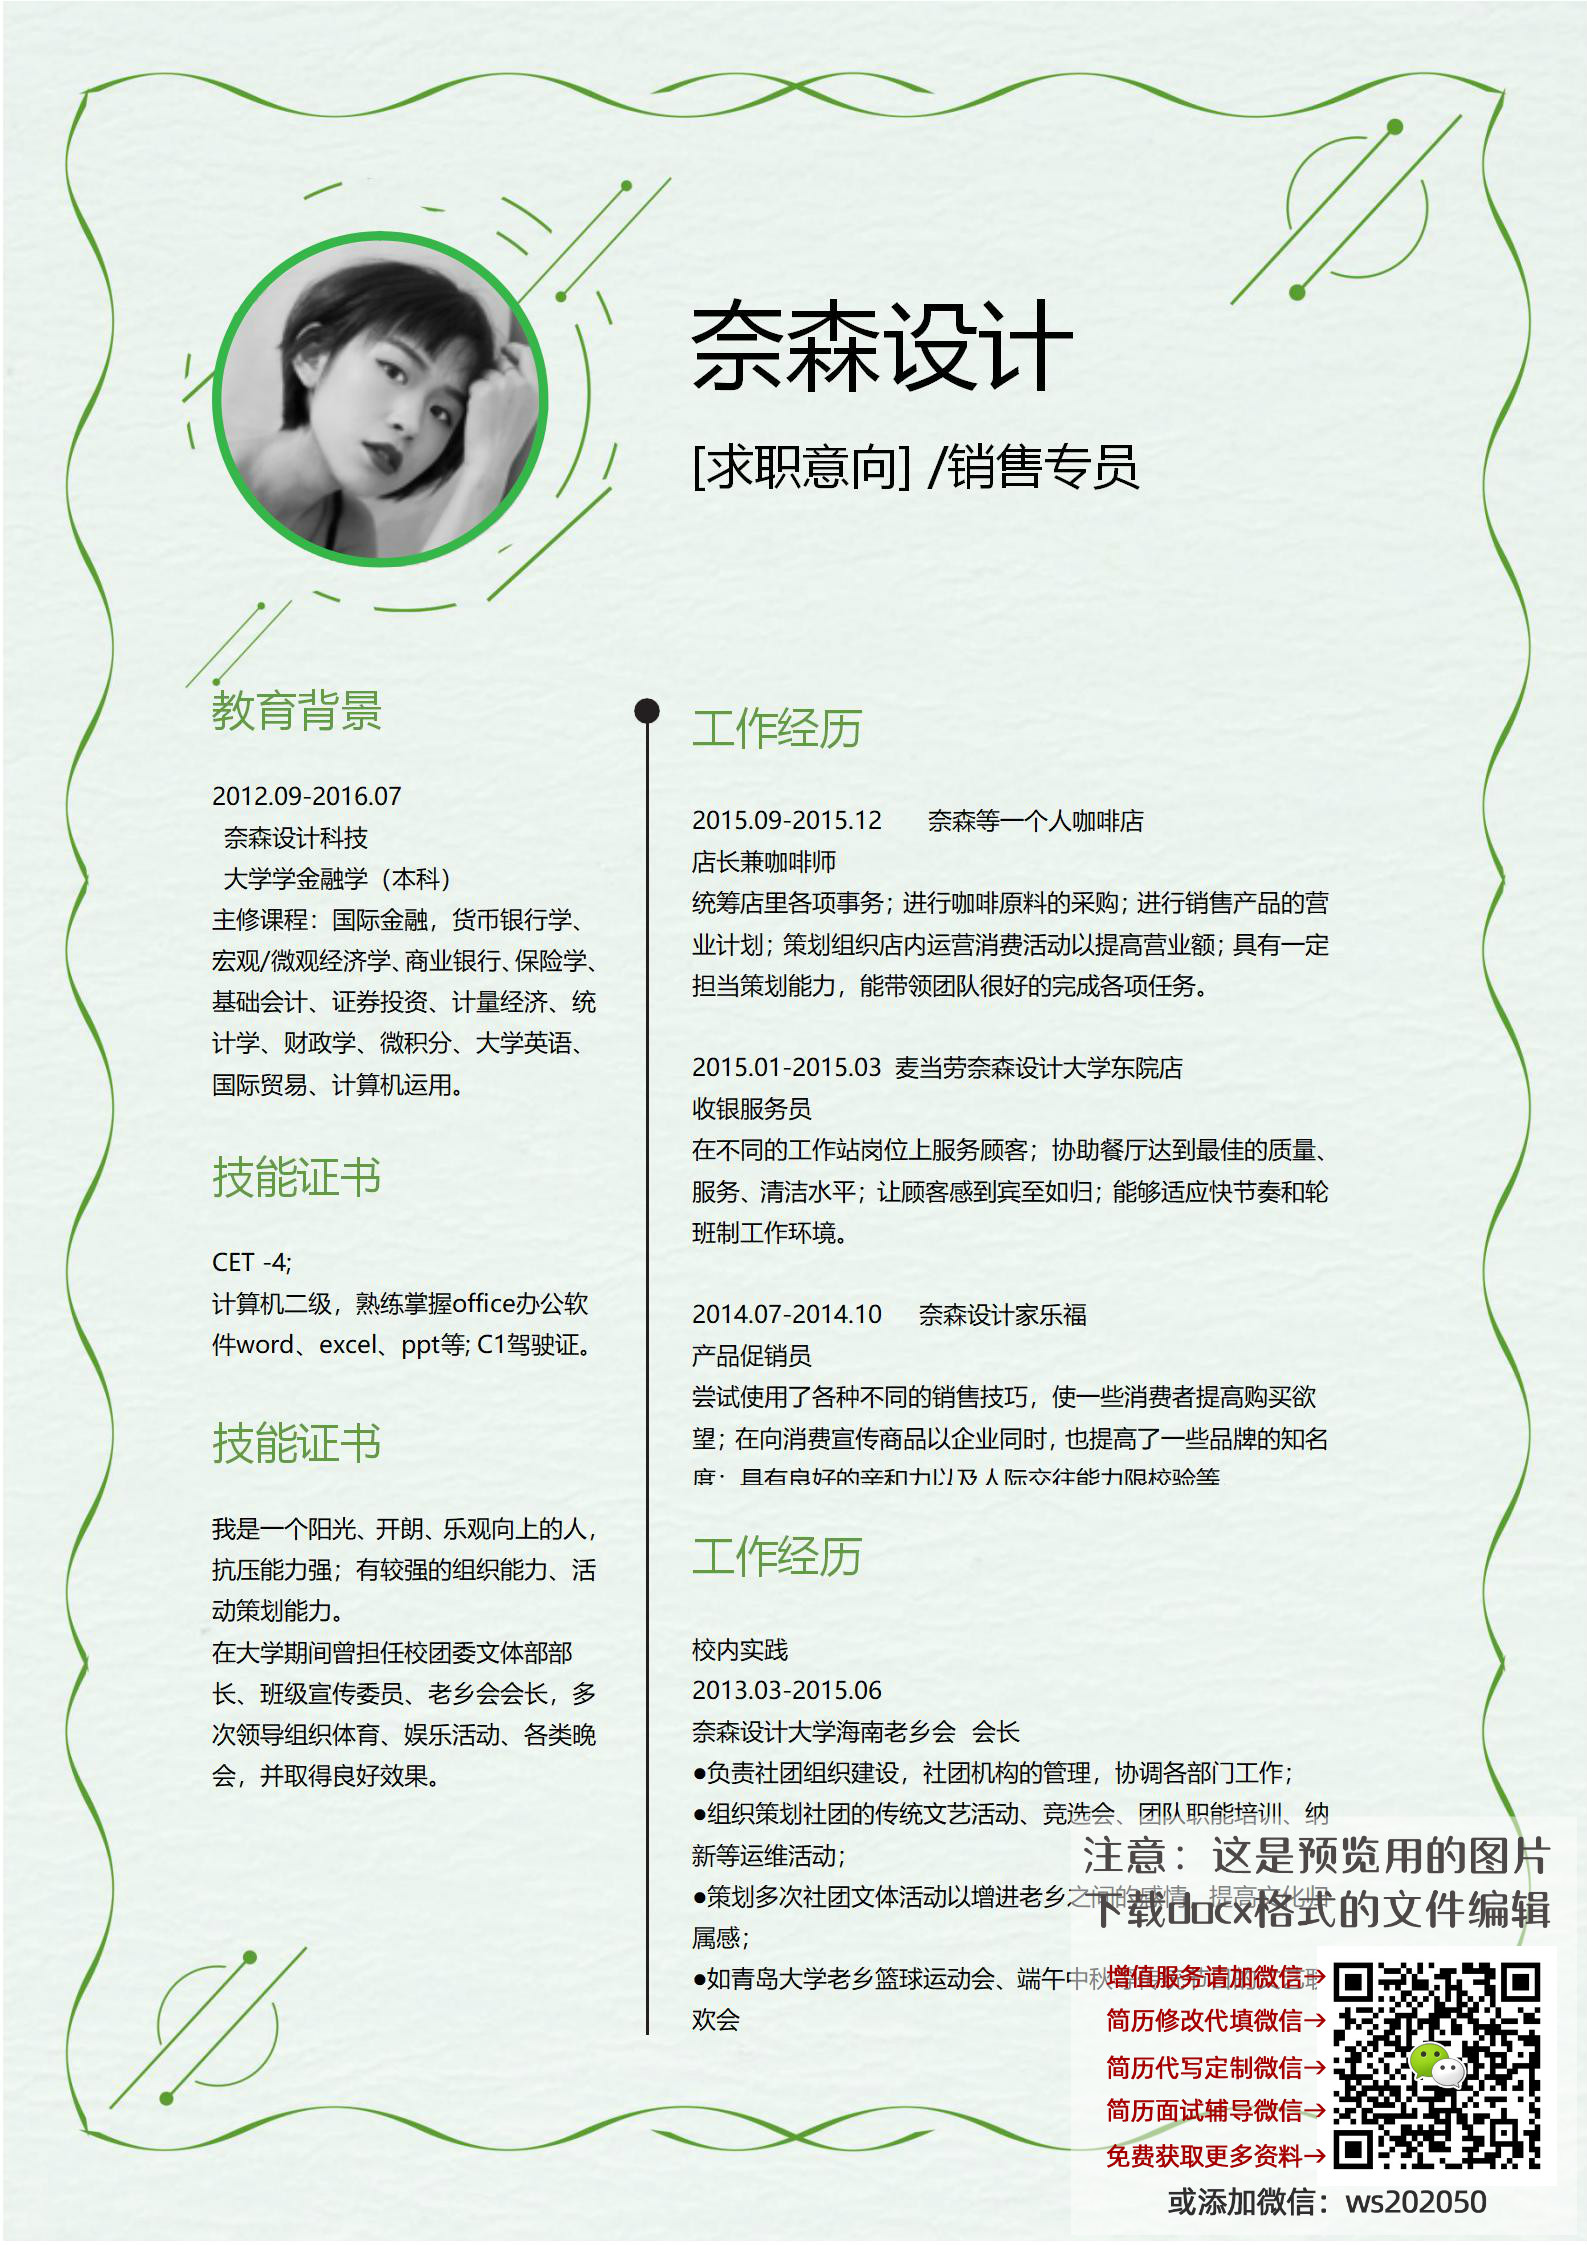 奈森设计
[求职意向] /销售专员
教育背景
2012.09-2016.07
奈森设计科技
大学学金融学（本科）
主修课程：国际金融，货币银行学、
宏观/微观经济学、商业银行、保险学、
基础会计、证券投资、计量经济、统
计学、财政学、微积分、大学英语、
国际贸易、计算机运用。
技能证书
CET -4;
计算机二级，熟练掌握office办公软
件word、excel、ppt等; C1驾驶证。
技能证书
我是一个阳光、开朗、乐观向上的人，
抗压能力强；有较强的组织能力、活
动策划能力。
在大学期间曾担任校团委文体部部
长、班级宣传委员、老乡会会长，多
次领导组织体育、娱乐活动、各类晚
会，并取得良好效果。
工作经历
2015.09-2015.12 奈森等一个人咖啡店
店长兼咖啡师
统筹店里各项事务；进行咖啡原料的采购；进行销售产品的营
业计划；策划组织店内运营消费活动以提高营业额；具有一定
担当策划能力，能带领团队很好的完成各项任务。
2015.01-2015.03 麦当劳奈森设计大学东院店
收银服务员
在不同的工作站岗位上服务顾客；协助餐厅达到最佳的质量、
服务、清洁水平；让顾客感到宾至如归；能够适应快节奏和轮
班制工作环境。
2014.07-2014.10 奈森设计家乐福
产品促销员
尝试使用了各种不同的销售技巧，使一些消费者提高购买欲
望；在向消费宣传商品以企业同时，也提高了一些品牌的知名
度；具有良好的亲和力以及人际交往能力跟校验等
工作经历
校内实践
2013.03-2015.06
奈森设计大学海南老乡会 会长
●负责社团组织建设，社团机构的管理，协调各部门工作；
●组织策划社团的传统文艺活动、竞选会、团队职能培训、纳
新等运维活动；
●策划多次社团文体活动以增进老乡之间的感情，提高文化归
属感；
●如青岛大学老乡篮球运动会、端午中秋
欢会
注意：这是预览用的图片
下载docx格式的文件编辑
增值服务请加微信→
简历修改代填微信→
简历代写定制微信→
简历面试辅导微信→
免费获取更多资料→
或添加微信：ws202050